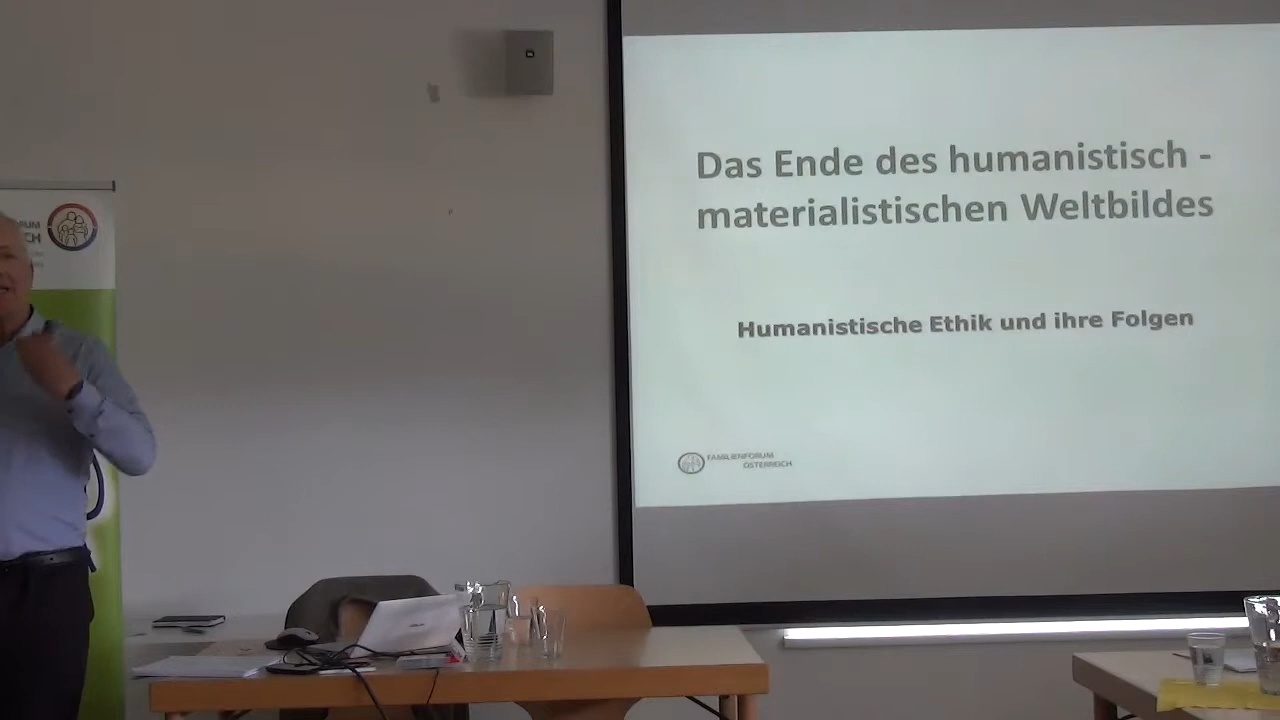 Das Ende des humanistisch -
materialistischen Weltbildes
Humanistische Ethik und ihre Folgen
FAMILIENFORUM
ÖSTERREICH